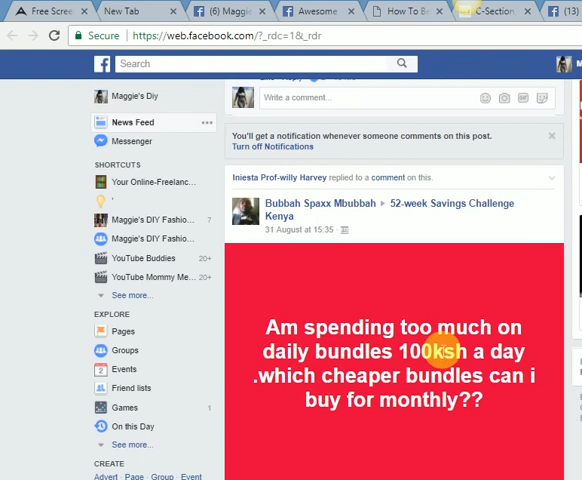 Free Scree
New Tab
(6) Maggie
Awesome
How To Be
C-Section
(13)
Secure
https://web.facebook.com/?_rdc=1&_rdr
Search
M
Maggie's Diy
News Feed
Messenger
SHORTCUTS
Your Online-Freelanc...
'
Maggie's DIY Fashio... 7
Maggie's DIY Fashio...
YouTube Buddies 20+
YouTube Mommy Me... 20+
See more...
EXPLORE
Pages
Groups
Events
Friend lists
Games 1
On this Day
See more...
CREATE
Advert · Page · Group · Event
Write a comment...
GIF
You'll get a notification whenever someone comments on this post.
Turn off Notifications
Iniesta Prof-willy Harvey replied to a comment on this.
Bubbah Spaxx Mbubbah ▸ 52-week Savings Challenge
Kenya
31 August at 15:35 ·
Am spending too much on
daily bundles 100ksh a day
.which cheaper bundles can i
buy for monthly??